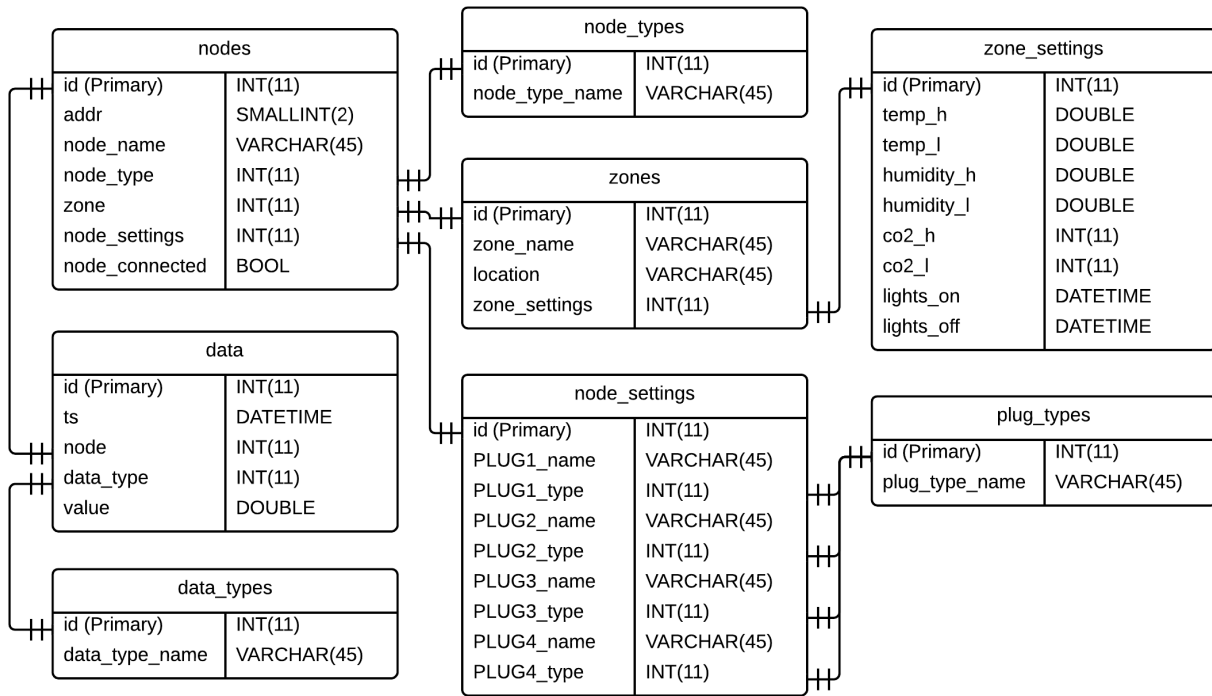 nodes
id (Primary) INT(11)
addr SMALLINT(2)
node_name VARCHAR(45)
node_type INT(11)
zone INT(11)
node_settings INT(11)
node_connected BOOL
data
id (Primary) INT(11)
ts DATETIME
node INT(11)
data_type INT(11)
value DOUBLE
data_types
id (Primary) INT(11)
data_type_name VARCHAR(45)
node_types
id (Primary) INT(11)
node_type_name VARCHAR(45)
zones
id (Primary) INT(11)
zone_name VARCHAR(45)
location VARCHAR(45)
zone_settings INT(11)
node_settings
id (Primary) INT(11)
PLUG1_name VARCHAR(45)
PLUG1_type INT(11)
PLUG2_name VARCHAR(45)
PLUG2_type INT(11)
PLUG3_name VARCHAR(45)
PLUG3_type INT(11)
PLUG4_name VARCHAR(45)
PLUG4_type INT(11)
zone_settings
id (Primary) INT(11)
temp_h DOUBLE
temp_l DOUBLE
humidity_h DOUBLE
humidity_l DOUBLE
co2_h INT(11)
co2_l INT(11)
lights_on DATETIME
lights_off DATETIME
plug_types
id (Primary) INT(11)
plug_type_name VARCHAR(45)